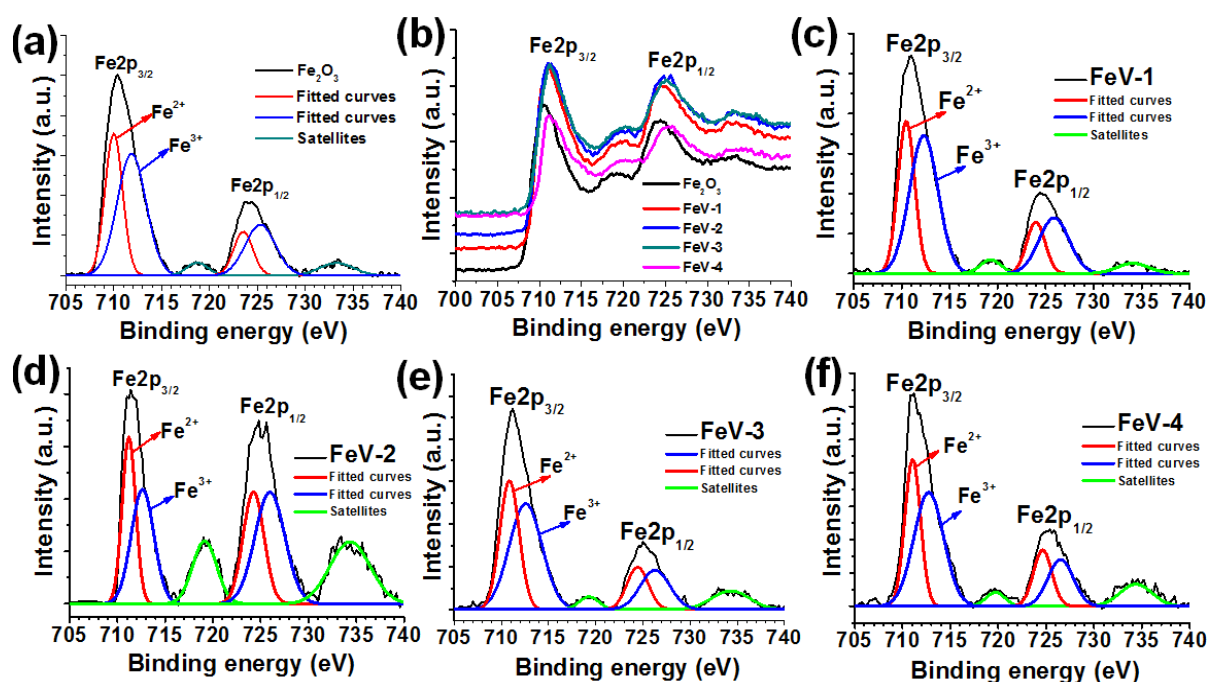 (a)
Fe2p3/2
Fe2+
Fe3+
Fe2p1/2
Fe2O3
Fitted curves
Fitted curves
Satellites
Intensity (a.u.)
705 710 715 720 725 730 735 740
Binding energy (eV)
(b)
Fe2p3/2
Fe2p1/2
Fe2O3
FeV-1
FeV-2
FeV-3
FeV-4
Intensity (a.u.)
700 705 710 715 720 725 730 735 740
Binding energy (eV)
(c)
Fe2p3/2
Fe2+
Fe3+
Fe2p1/2
FeV-1
Fitted curves
Fitted curves
Satellites
Intensity (a.u.)
705 710 715 720 725 730 735 740
Binding energy (eV)
(d)
Fe2p3/2
Fe2+
Fe3+
Fe2p1/2
FeV-2
Fitted curves
Fitted curves
Satellites
Intensity (a.u.)
705 710 715 720 725 730 735 740
Binding energy (eV)
(e)
Fe2p3/2
Fe2+
Fe3+
Fe2p1/2
FeV-3
Fitted curves
Fitted curves
Satellites
Intensity (a.u.)
705 710 715 720 725 730 735 740
Binding energy (eV)
(f)
Fe2p3/2
Fe2+
Fe3+
Fe2p1/2
FeV-4
Fitted curves
Fitted curves
Satellites
Intensity (a.u.)
705 710 715 720 725 730 735 740
Binding energy (eV)